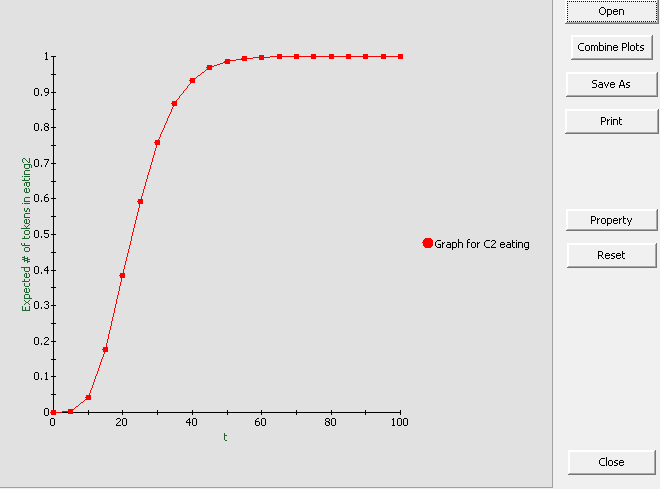 Open
Combine Plots
Save As
Print
Property
Reset
Close
Expected # of tokens in eating2
1
0.9
0.8
0.7
0.6
0.5
0.4
0.3
0.2
0.1
0
0 20 40 60 80 100
t
Graph for C2 eating